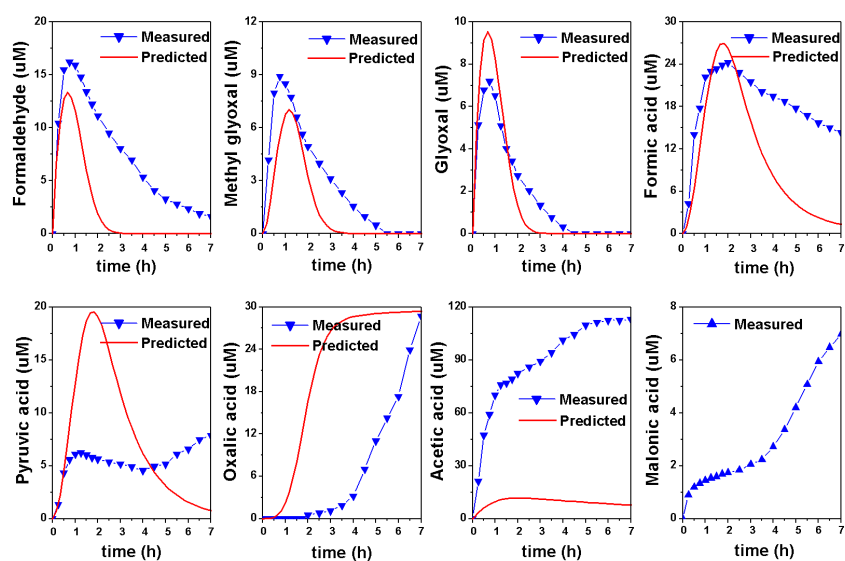 20
15
10
5
0
Formaldehyde (uM)
Measured
Predicted
0 1 2 3 4 5 6 7
time (h)
12
9
6
3
0
Methyl glyoxal (uM)
Measured
Predicted
0 1 2 3 4 5 6 7
time (h)
10
8
6
4
2
0
Glyoxal (uM)
Measured
Predicted
0 1 2 3 4 5 6 7
time (h)
30
24
18
12
6
0
Formic acid (uM)
Measured
Predicted
0 1 2 3 4 5 6 7
time (h)
20
15
10
5
0
Pyruvic acid (uM)
Measured
Predicted
0 1 2 3 4 5 6 7
time (h)
30
24
18
12
6
0
Oxalic acid (uM)
Measured
Predicted
0 1 2 3 4 5 6 7
time (h)
120
90
60
30
0
Acetic acid (uM)
Measured
Predicted
0 1 2 3 4 5 6 7
time (h)
8
6
4
2
0
Malonic acid (uM)
Measured
0 1 2 3 4 5 6 7
time (h)